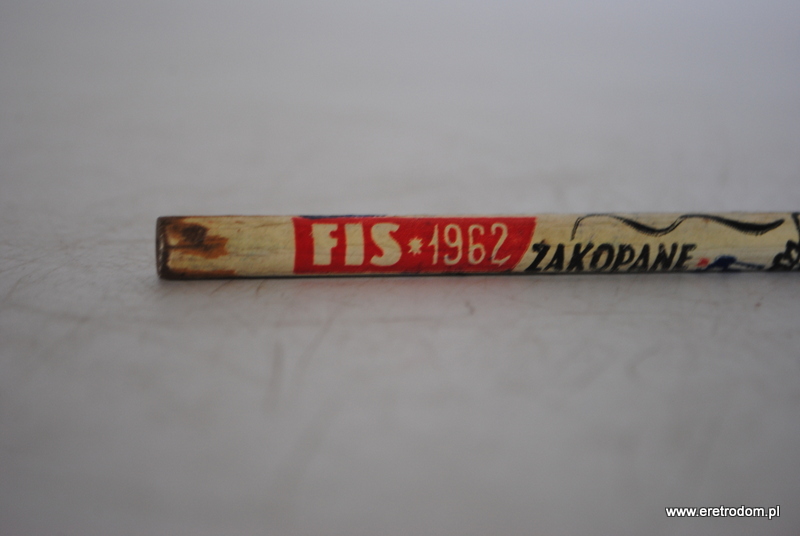 FIS * 1962 ZAKOPANE
www.eretrodom.pl